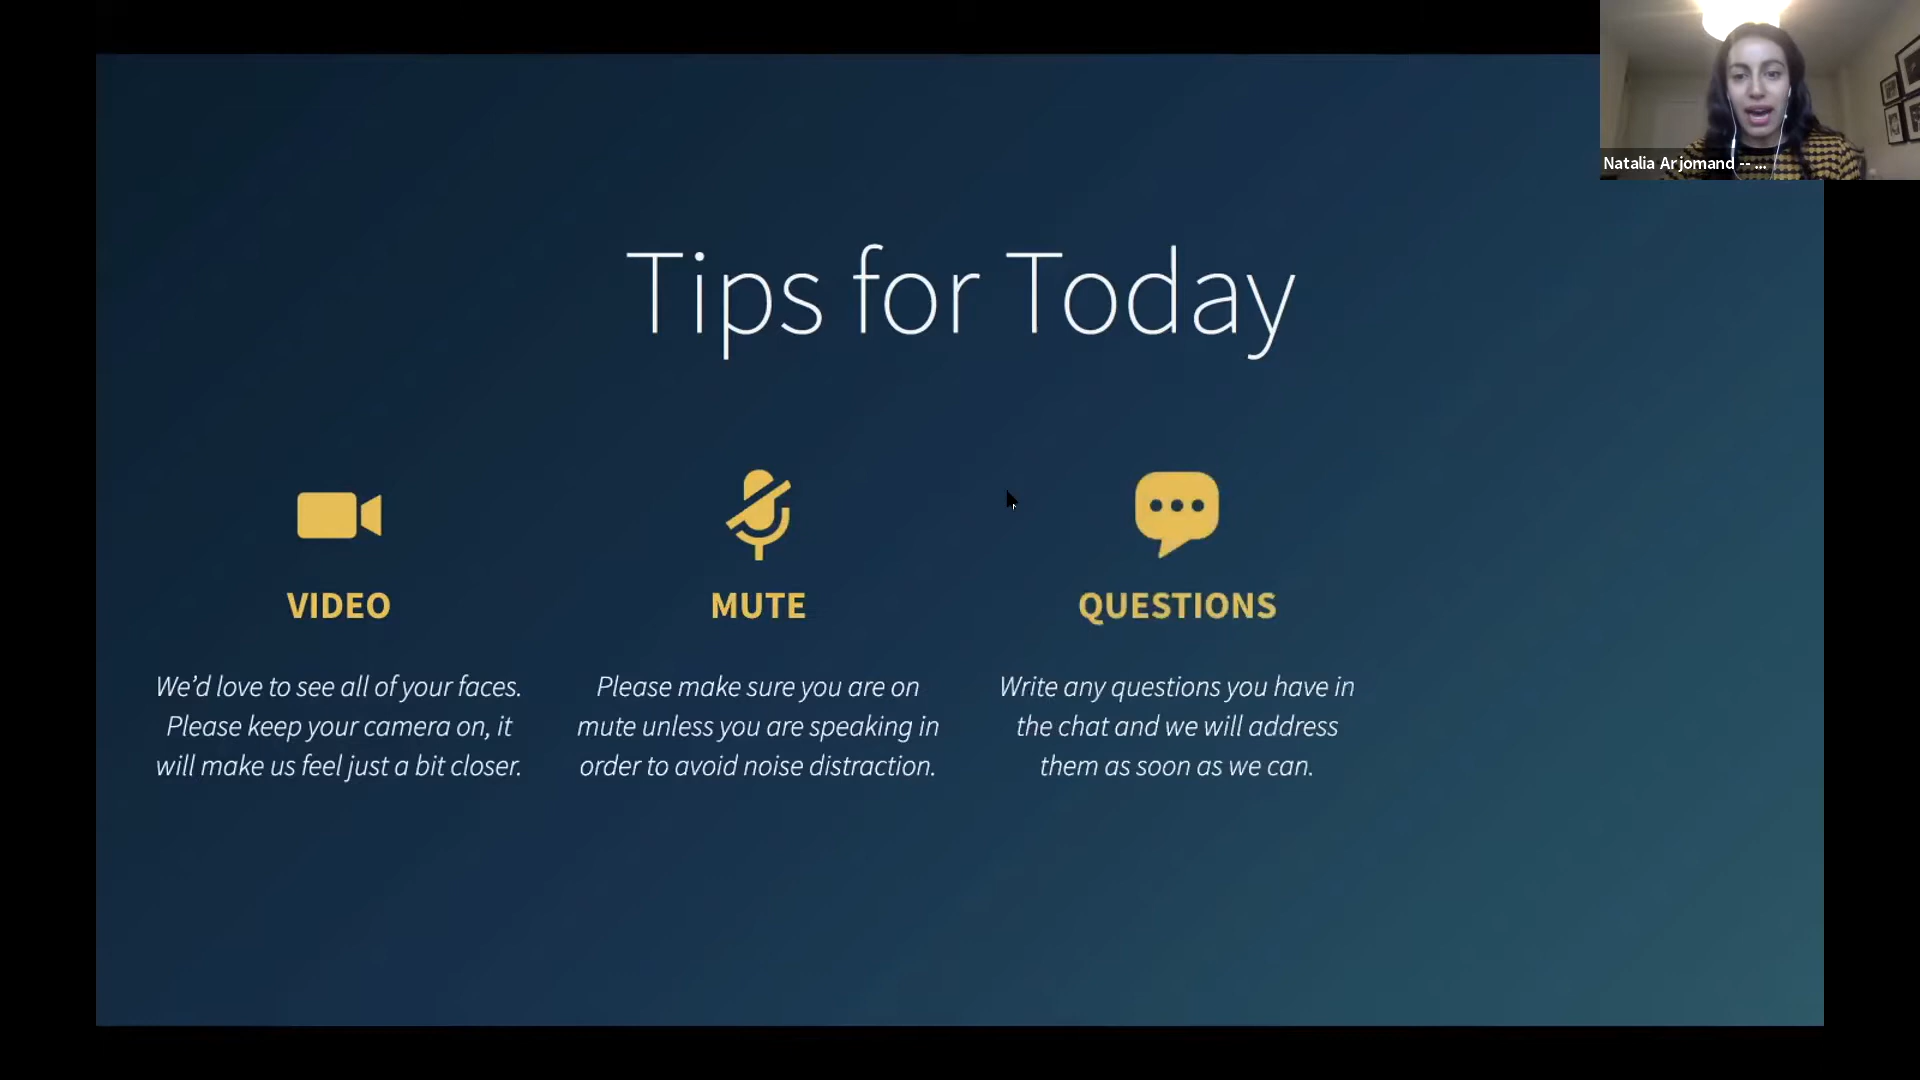 Natalia Arjomand -- ...
Tips for Today
VIDEO
We'd love to see all of your faces.
Please keep your camera on, it
will make us feel just a bit closer.
MUTE
Please make sure you are on
mute unless you are speaking in
order to avoid noise distraction.
QUESTIONS
Write any questions you have in
the chat and we will address
them as soon as we can.